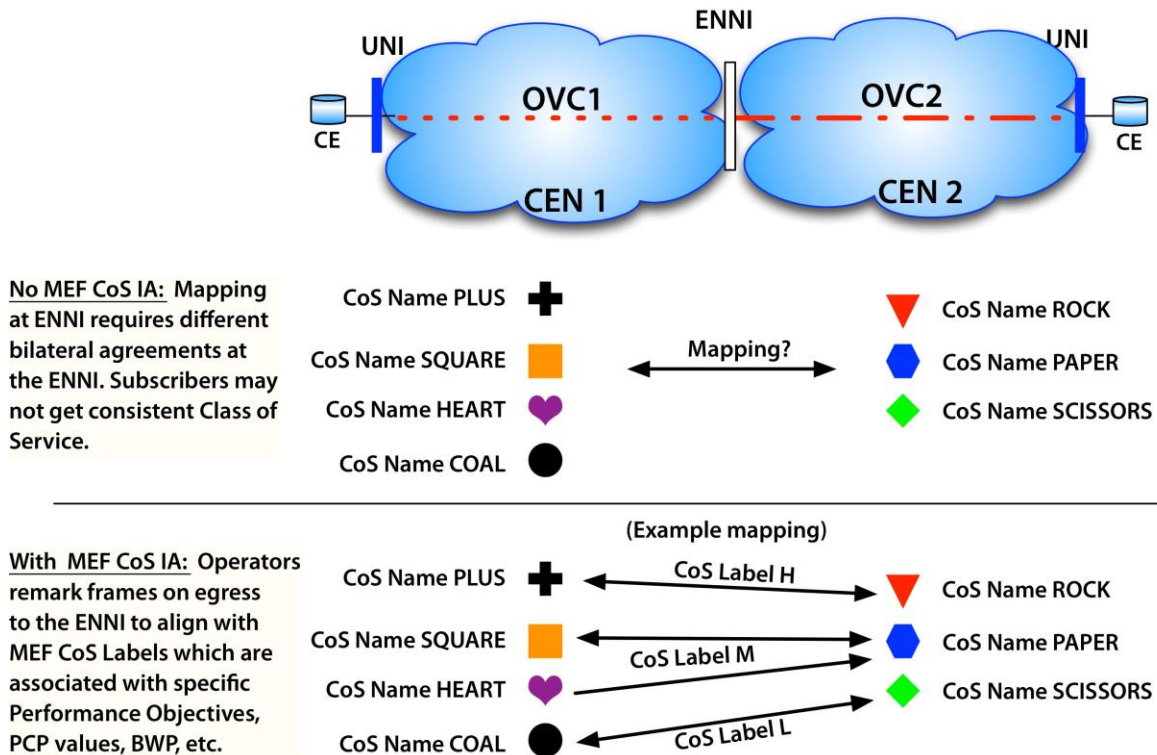 ENNI
UNI
UNI
OVC1
OVC2
CE
CE
CEN 1
CEN 2
No MEF CoS IA: Mapping
at ENNI requires different
bilateral agreements at
the ENNI. Subscribers may
not get consistent Class of
Service.
CoS Name PLUS
CoS Name SQUARE
CoS Name HEART
CoS Name COAL
Mapping?
CoS Name ROCK
CoS Name PAPER
CoS Name SCISSORS
(Example mapping)
With MEF CoS IA: Operators
remark frames on egress
to the ENNI to align with
MEF CoS Labels which are
associated with specific
Performance Objectives,
PCP values, BWP, etc.
CoS Name PLUS
CoS Name SQUARE
CoS Name HEART
CoS Name COAL
CoS Label H
CoS Label M
CoS Label L
CoS Name ROCK
CoS Name PAPER
CoS Name SCISSORS